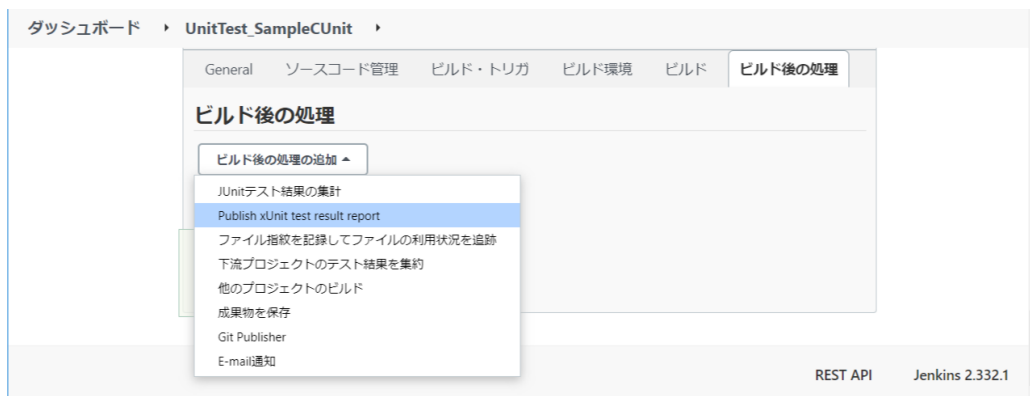 ダッシュボード ▸ UnitTest_SampleCUnit ▸
General ソースコード管理 ビルド・トリガ ビルド環境 ビルド ビルド後の処理
ビルド後の処理
ビルド後の処理の追加 ▲
JUnitテスト結果の集計
Publish xUnit test result report
ファイル指紋を記録してファイルの利用状況を追跡
下流プロジェクトのテスト結果を集約
他のプロジェクトのビルド
成果物を保存
Git Publisher
E-mail通知
REST API Jenkins 2.332.1